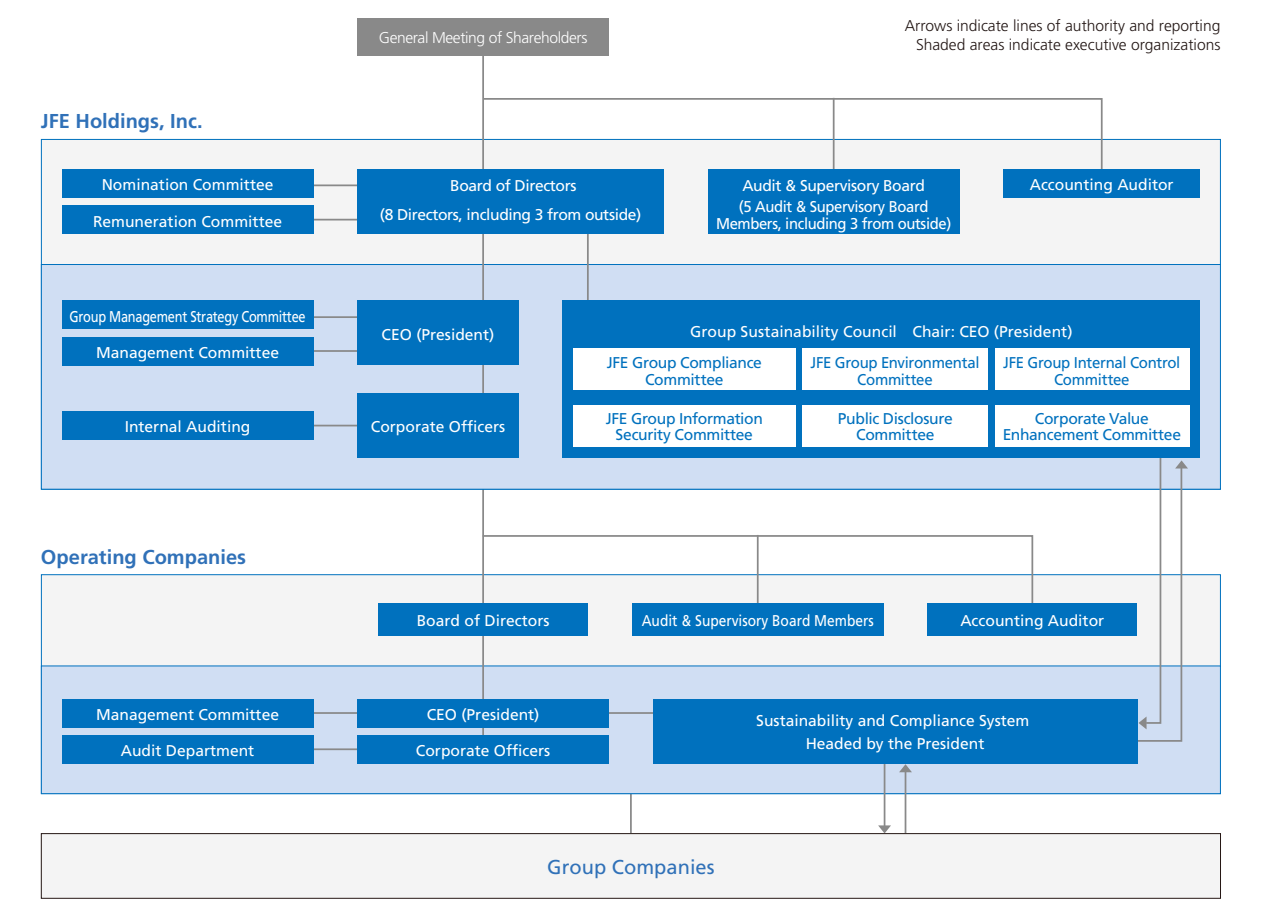 General Meeting of Shareholders
Arrows indicate lines of authority and reporting
Shaded areas indicate executive organizations
JFE Holdings, Inc.
Nomination Committee
Remuneration Committee
Board of Directors
(8 Directors, including 3 from outside)
Audit & Supervisory Board
(5 Audit & Supervisory Board
Members, including 3 from outside)
Accounting Auditor
Group Management Strategy Committee
Management Committee
CEO (President)
Internal Auditing
Corporate Officers
Group Sustainability Council Chair: CEO (President)
JFE Group Compliance
Committee
JFE Group Environmental
Committee
JFE Group Internal Control
Committee
JFE Group Information
Security Committee
Public Disclosure
Committee
Corporate Value
Enhancement Committee
Operating Companies
Board of Directors
Audit & Supervisory Board Members
Accounting Auditor
Management Committee
CEO (President)
Audit Department
Corporate Officers
Sustainability and Compliance System
Headed by the President
Group Companies